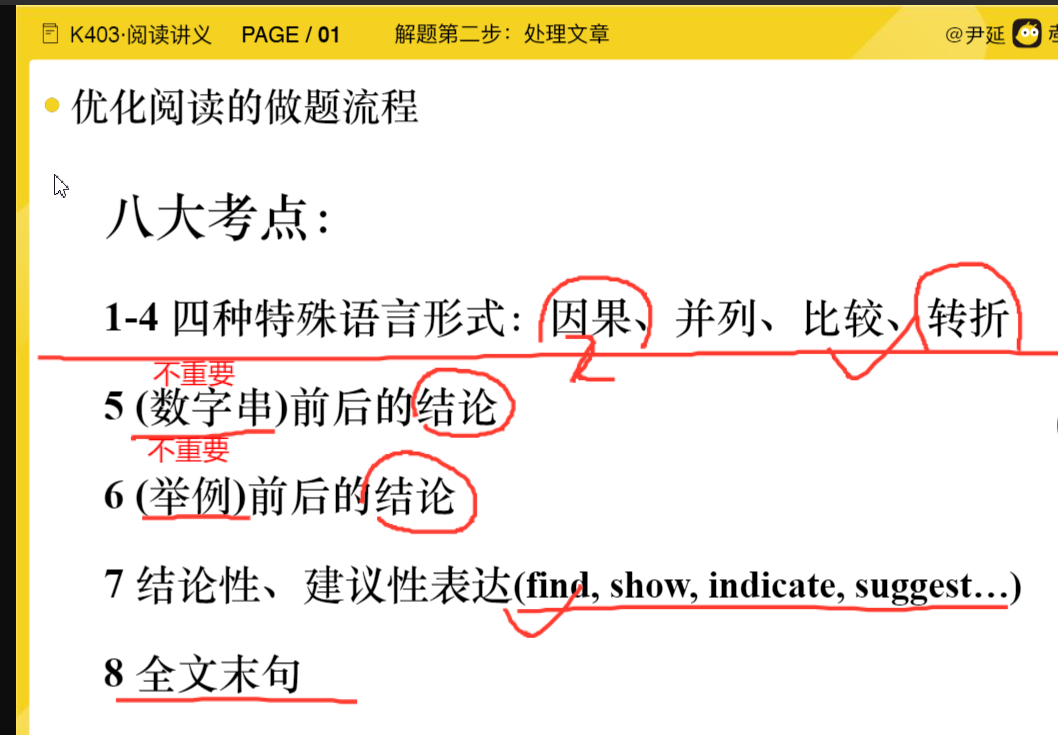 K403·阅读讲义 PAGE / 01 解题第二步：处理文章 @尹延
优化阅读的做题流程
八大考点：
1-4 四种特殊语言形式：因果、并列、比较、转折
2
不重要
5 (数字串)前后的结论
不重要
6 (举例)前后的结论
7 结论性、建议性表达(find, show, indicate, suggest…)
8 全文末句